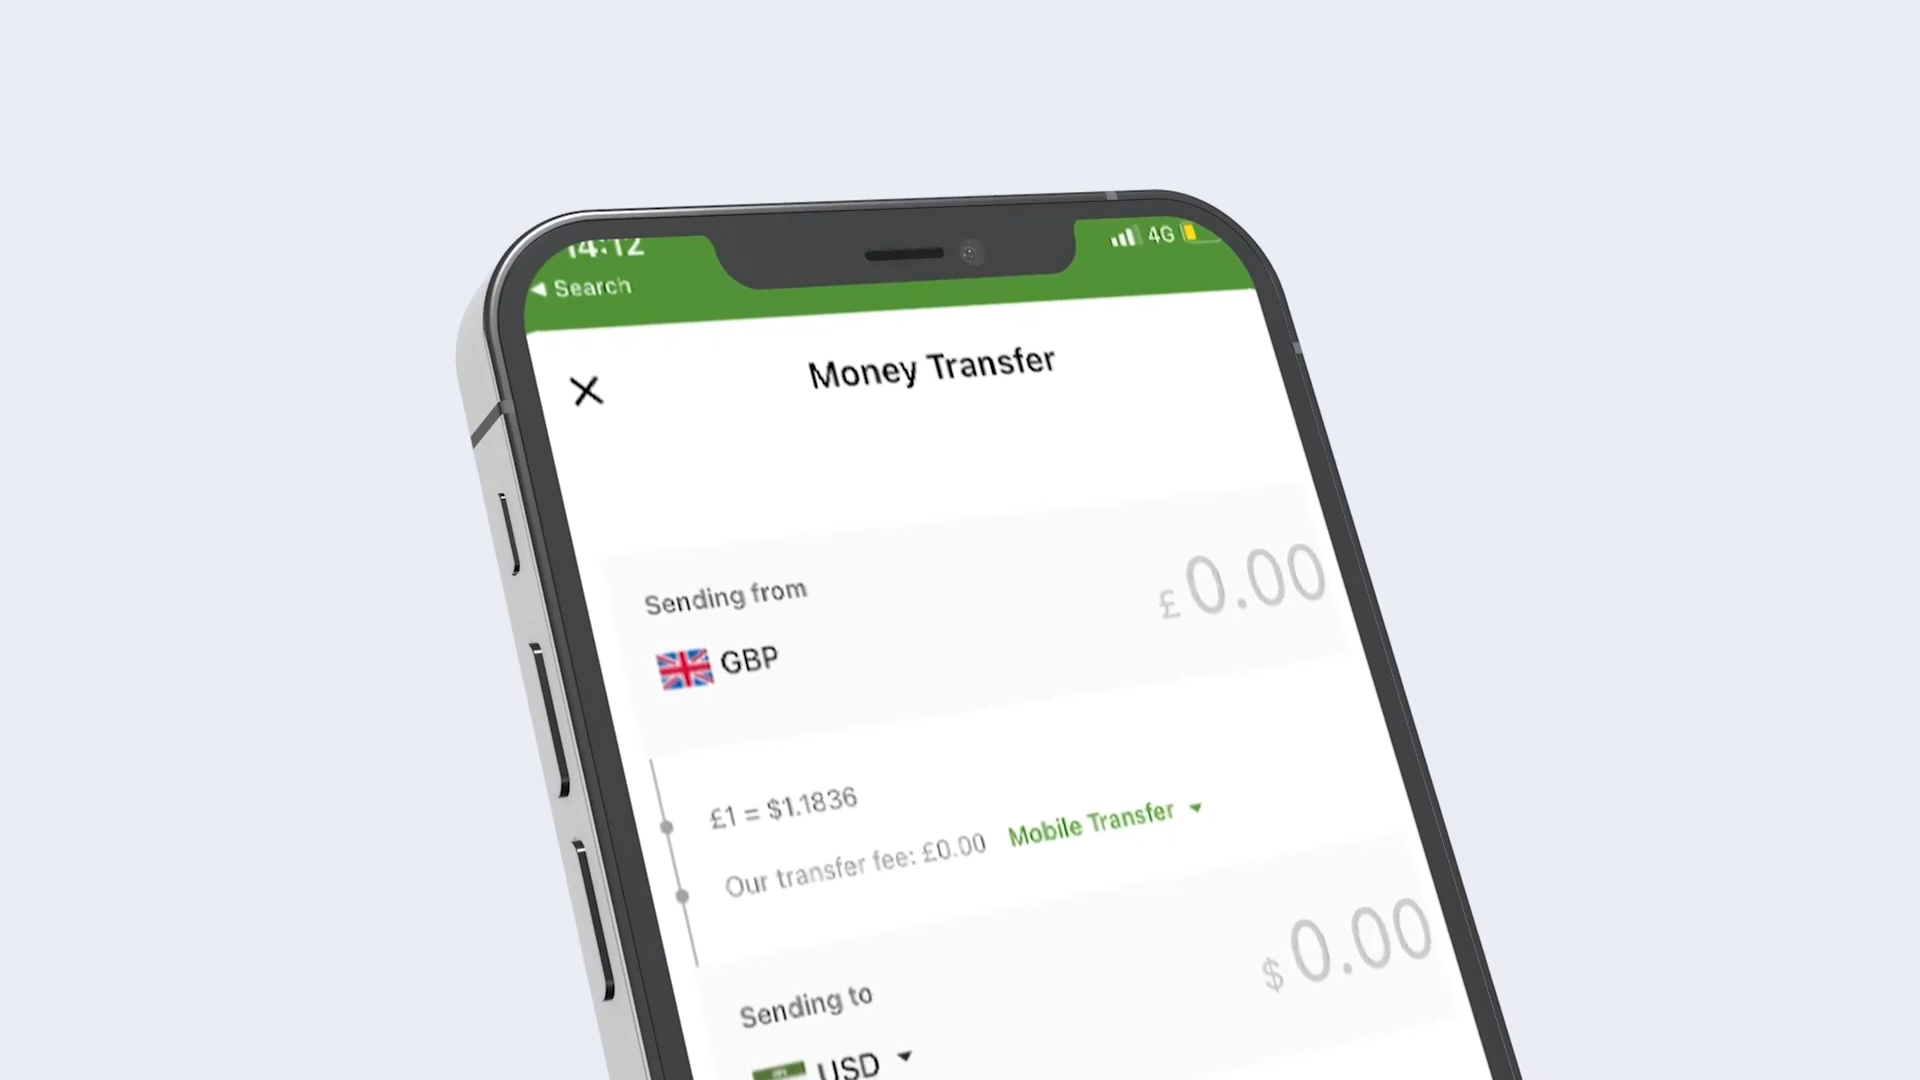 14:12
4G
◀ Search
Money Transfer
Sending from
£0.00
GBP
£1 = $1.1836
Our transfer fee: £0.00 Mobile Transfer
$0.00
Sending to
USD